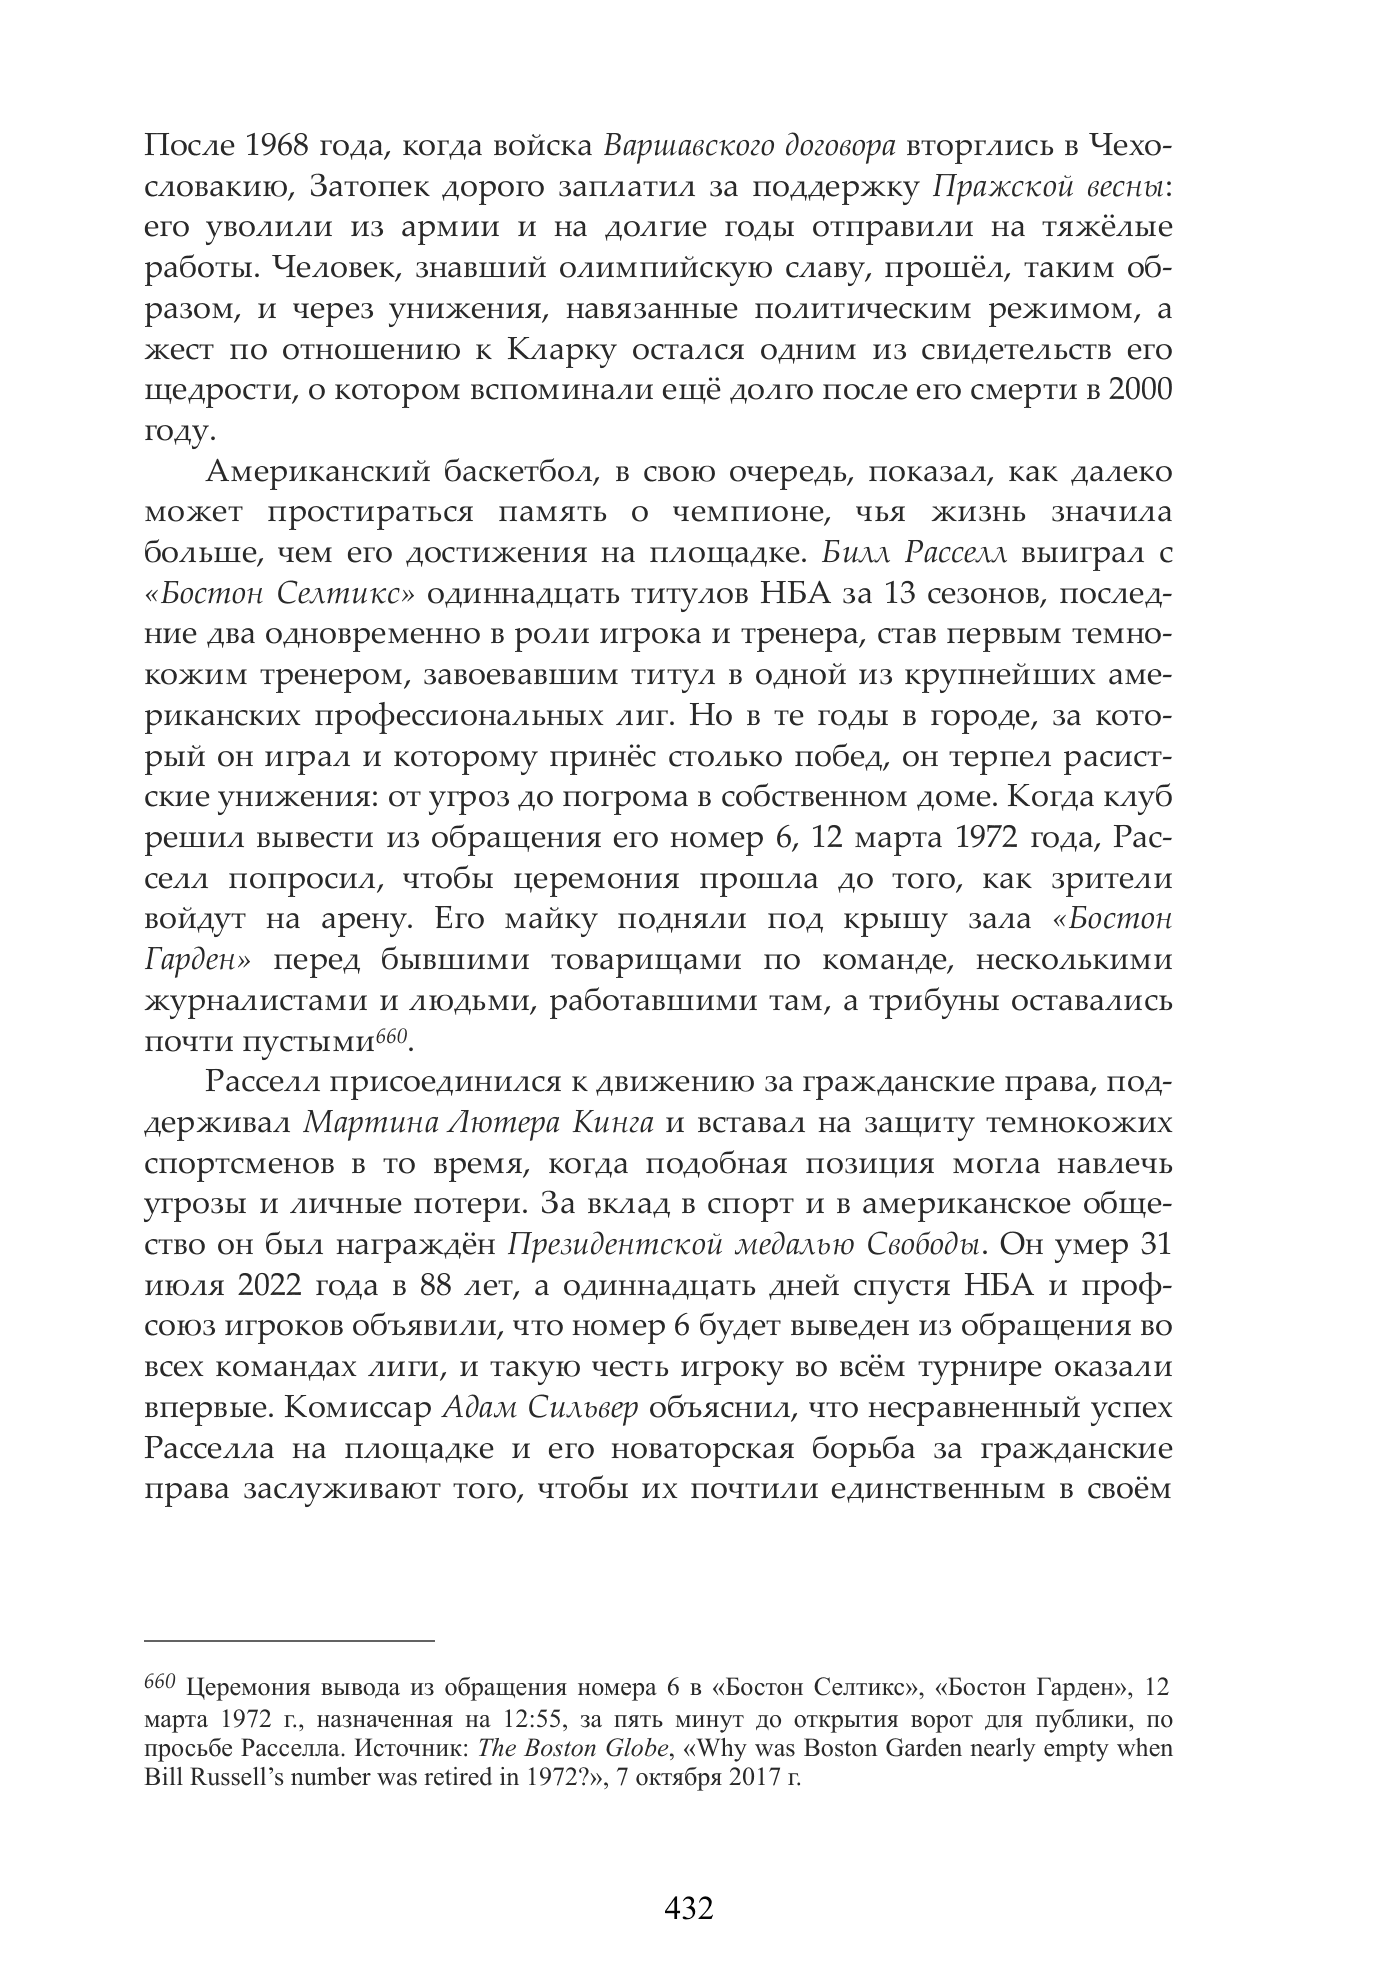 После 1968 года, когда войска Варшавского договора вторглись в Чехо-
словакию, Затопек дорого заплатил за поддержку Пражской весны:
его уволили из армии и на долгие годы отправили на тяжёлые
работы. Человек, знавший олимпийскую славу, прошёл, таким об-
разом, и через унижения, навязанные политическим режимом, а
жест по отношению к Кларку остался одним из свидетельств его
щедрости, о котором вспоминали ещё долго после его смерти в 2000
году.
Американский баскетбол, в свою очередь, показал, как далеко
может простираться память о чемпионе, чья жизнь значила
больше, чем его достижения на площадке. Билл Расселл выиграл с
«Бостон Селтикс» одиннадцать титулов НБА за 13 сезонов, послед-
ние два одновременно в роли игрока и тренера, став первым темно-
кожим тренером, завоевавшим титул в одной из крупнейших аме-
риканских профессиональных лиг. Но в те годы в городе, за кото-
рый он играл и которому принёс столько побед, он терпел расист-
ские унижения: от угроз до погрома в собственном доме. Когда клуб
решил вывести из обращения его номер 6, 12 марта 1972 года, Рас-
селл попросил, чтобы церемония прошла до того, как зрители
войдут на арену. Его майку подняли под крышу зала «Бостон
Гарден» перед бывшими товарищами по команде, несколькими
журналистами и людьми, работавшими там, а трибуны оставались
почти пустыми660.
Расселл присоединился к движению за гражданские права, под-
держивал Мартина Лютера Кинга и вставал на защиту темнокожих
спортсменов в то время, когда подобная позиция могла навлечь
угрозы и личные потери. За вклад в спорт и в американское обще-
ство он был награждён Президентской медалью Свободы. Он умер 31
июля 2022 года в 88 лет, а одиннадцать дней спустя НБА и проф-
союз игроков объявили, что номер 6 будет выведен из обращения во
всех командах лиги, и такую честь игроку во всём турнире оказали
впервые. Комиссар Адам Сильвер объяснил, что несравненный успех
Расселла на площадке и его новаторская борьба за гражданские
права заслуживают того, чтобы их почтили единственным в своём
660 Церемония вывода из обращения номера 6 в «Бостон Селтикс», «Бостон Гарден», 12
марта 1972 г., назначенная на 12:55, за пять минут до открытия ворот для публики, по
просьбе Расселла. Источник: The Boston Globe, «Why was Boston Garden nearly empty when
Bill Russell’s number was retired in 1972?», 7 октября 2017 г.
432